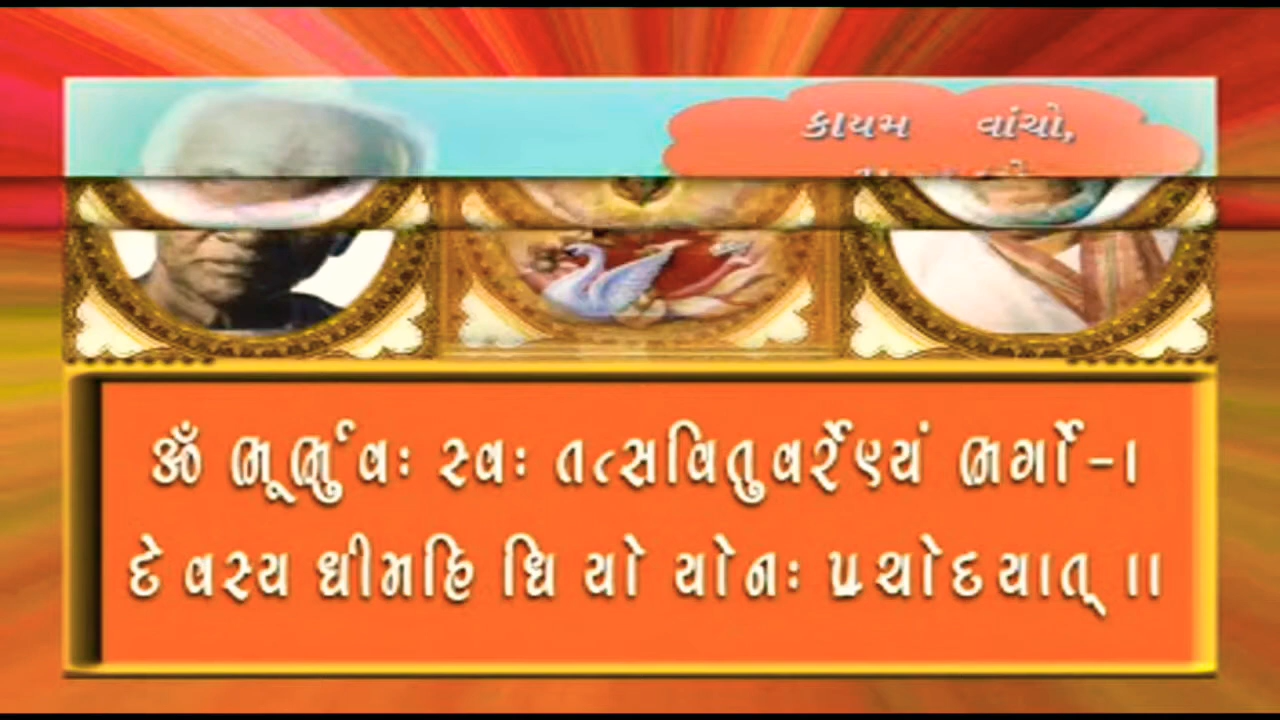 કાયમ વાંચો,
ૐ ભૂર્ભુવઃ સ્વઃ તત્સવિતુવર્રેણ્યં ભર્ગો-।
દેવસ્ય ધીમહિ ધિ યો યોનઃ પ્રચોદયાત્ ॥